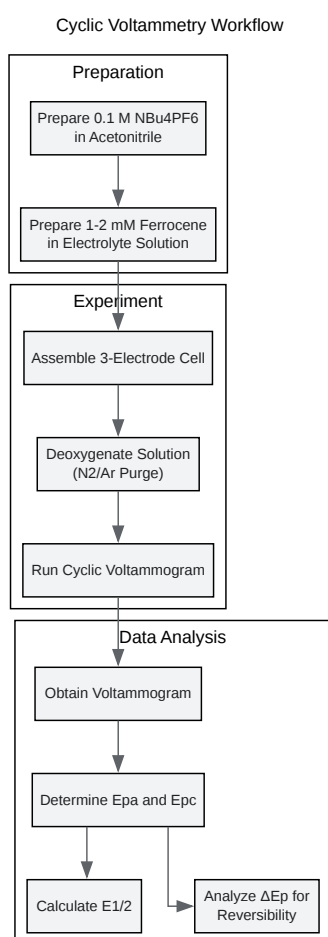 Cyclic Voltammetry Workflow
Preparation
Prepare 0.1 M NBu4PF6
in Acetonitrile
Prepare 1-2 mM Ferrocene
in Electrolyte Solution
Experiment
Assemble 3-Electrode Cell
Deoxygenate Solution
(N2/Ar Purge)
Run Cyclic Voltammogram
Data Analysis
Obtain Voltammogram
Determine Epa and Epc
Calculate E1/2
Analyze ΔEp for
Reversibility